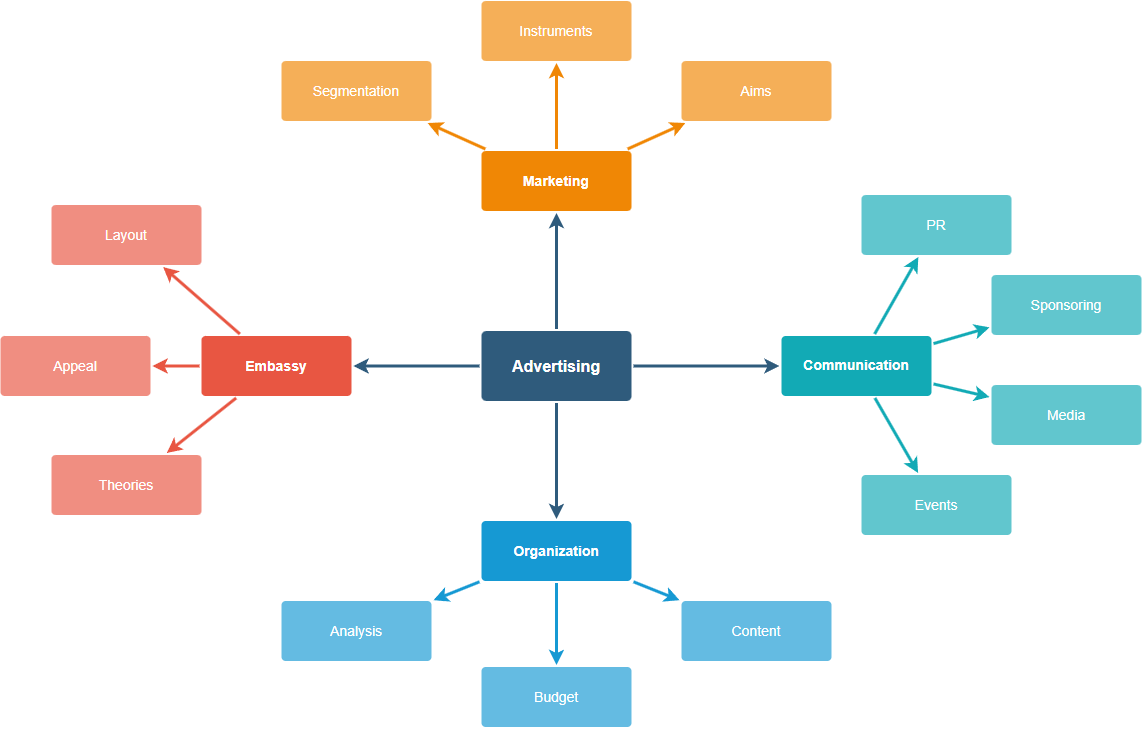 Instruments
Segmentation
Aims
Marketing
Layout
PR
Sponsoring
Appeal
Embassy
Advertising
Communication
Media
Theories
Events
Organization
Analysis
Content
Budget